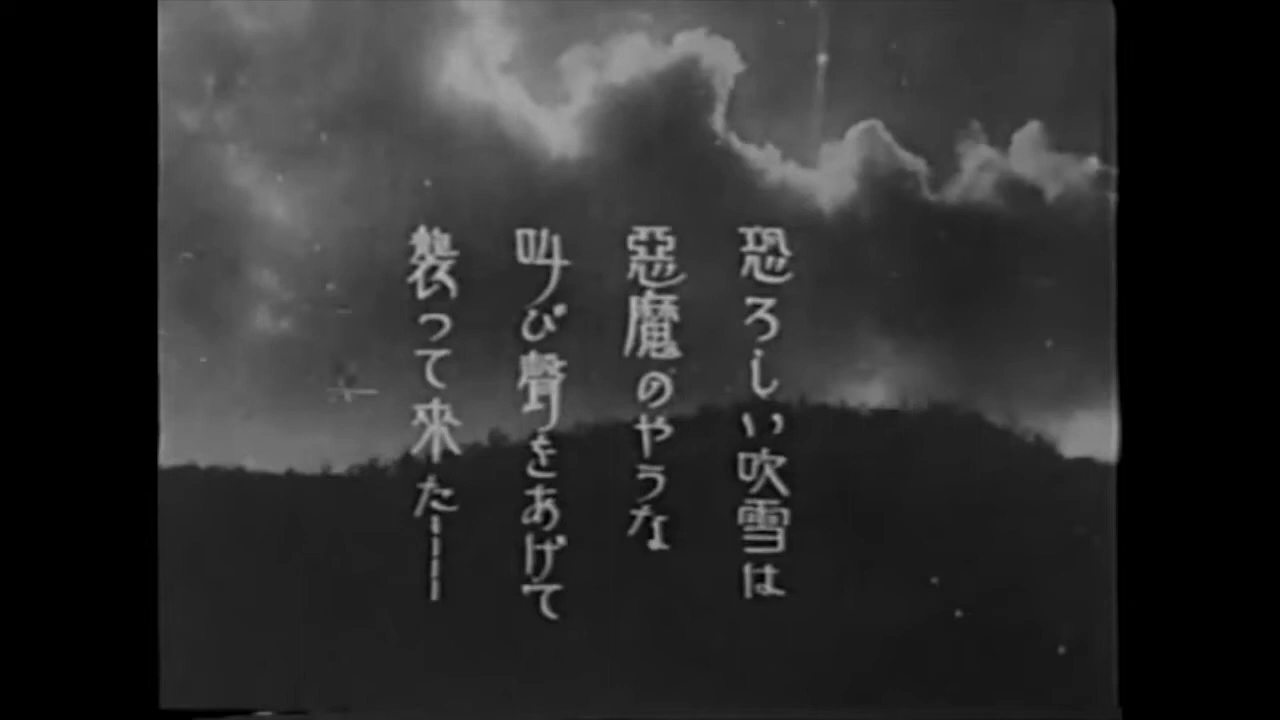 恐ろしい吹雪は
惡魔のやうな
叫び聲をあげて
襲って來た——